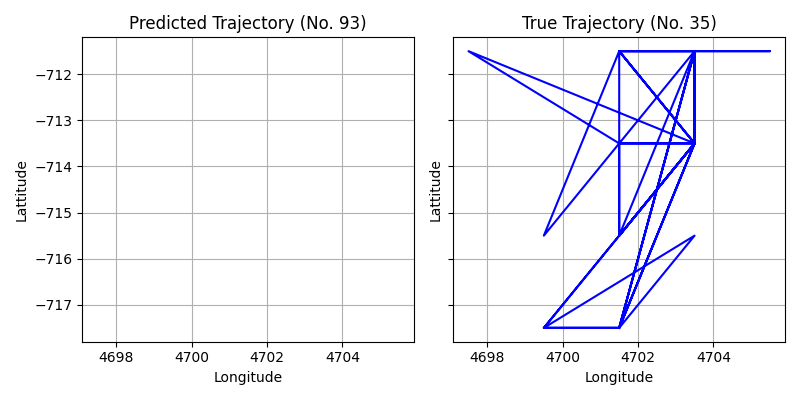 Predicted Trajectory (No. 93)
True Trajectory (No. 35)
Lattitude
−712
−713
−714
−715
−716
−717
4698 4700 4702 4704
Longitude
Lattitude
4698 4700 4702 4704
Longitude